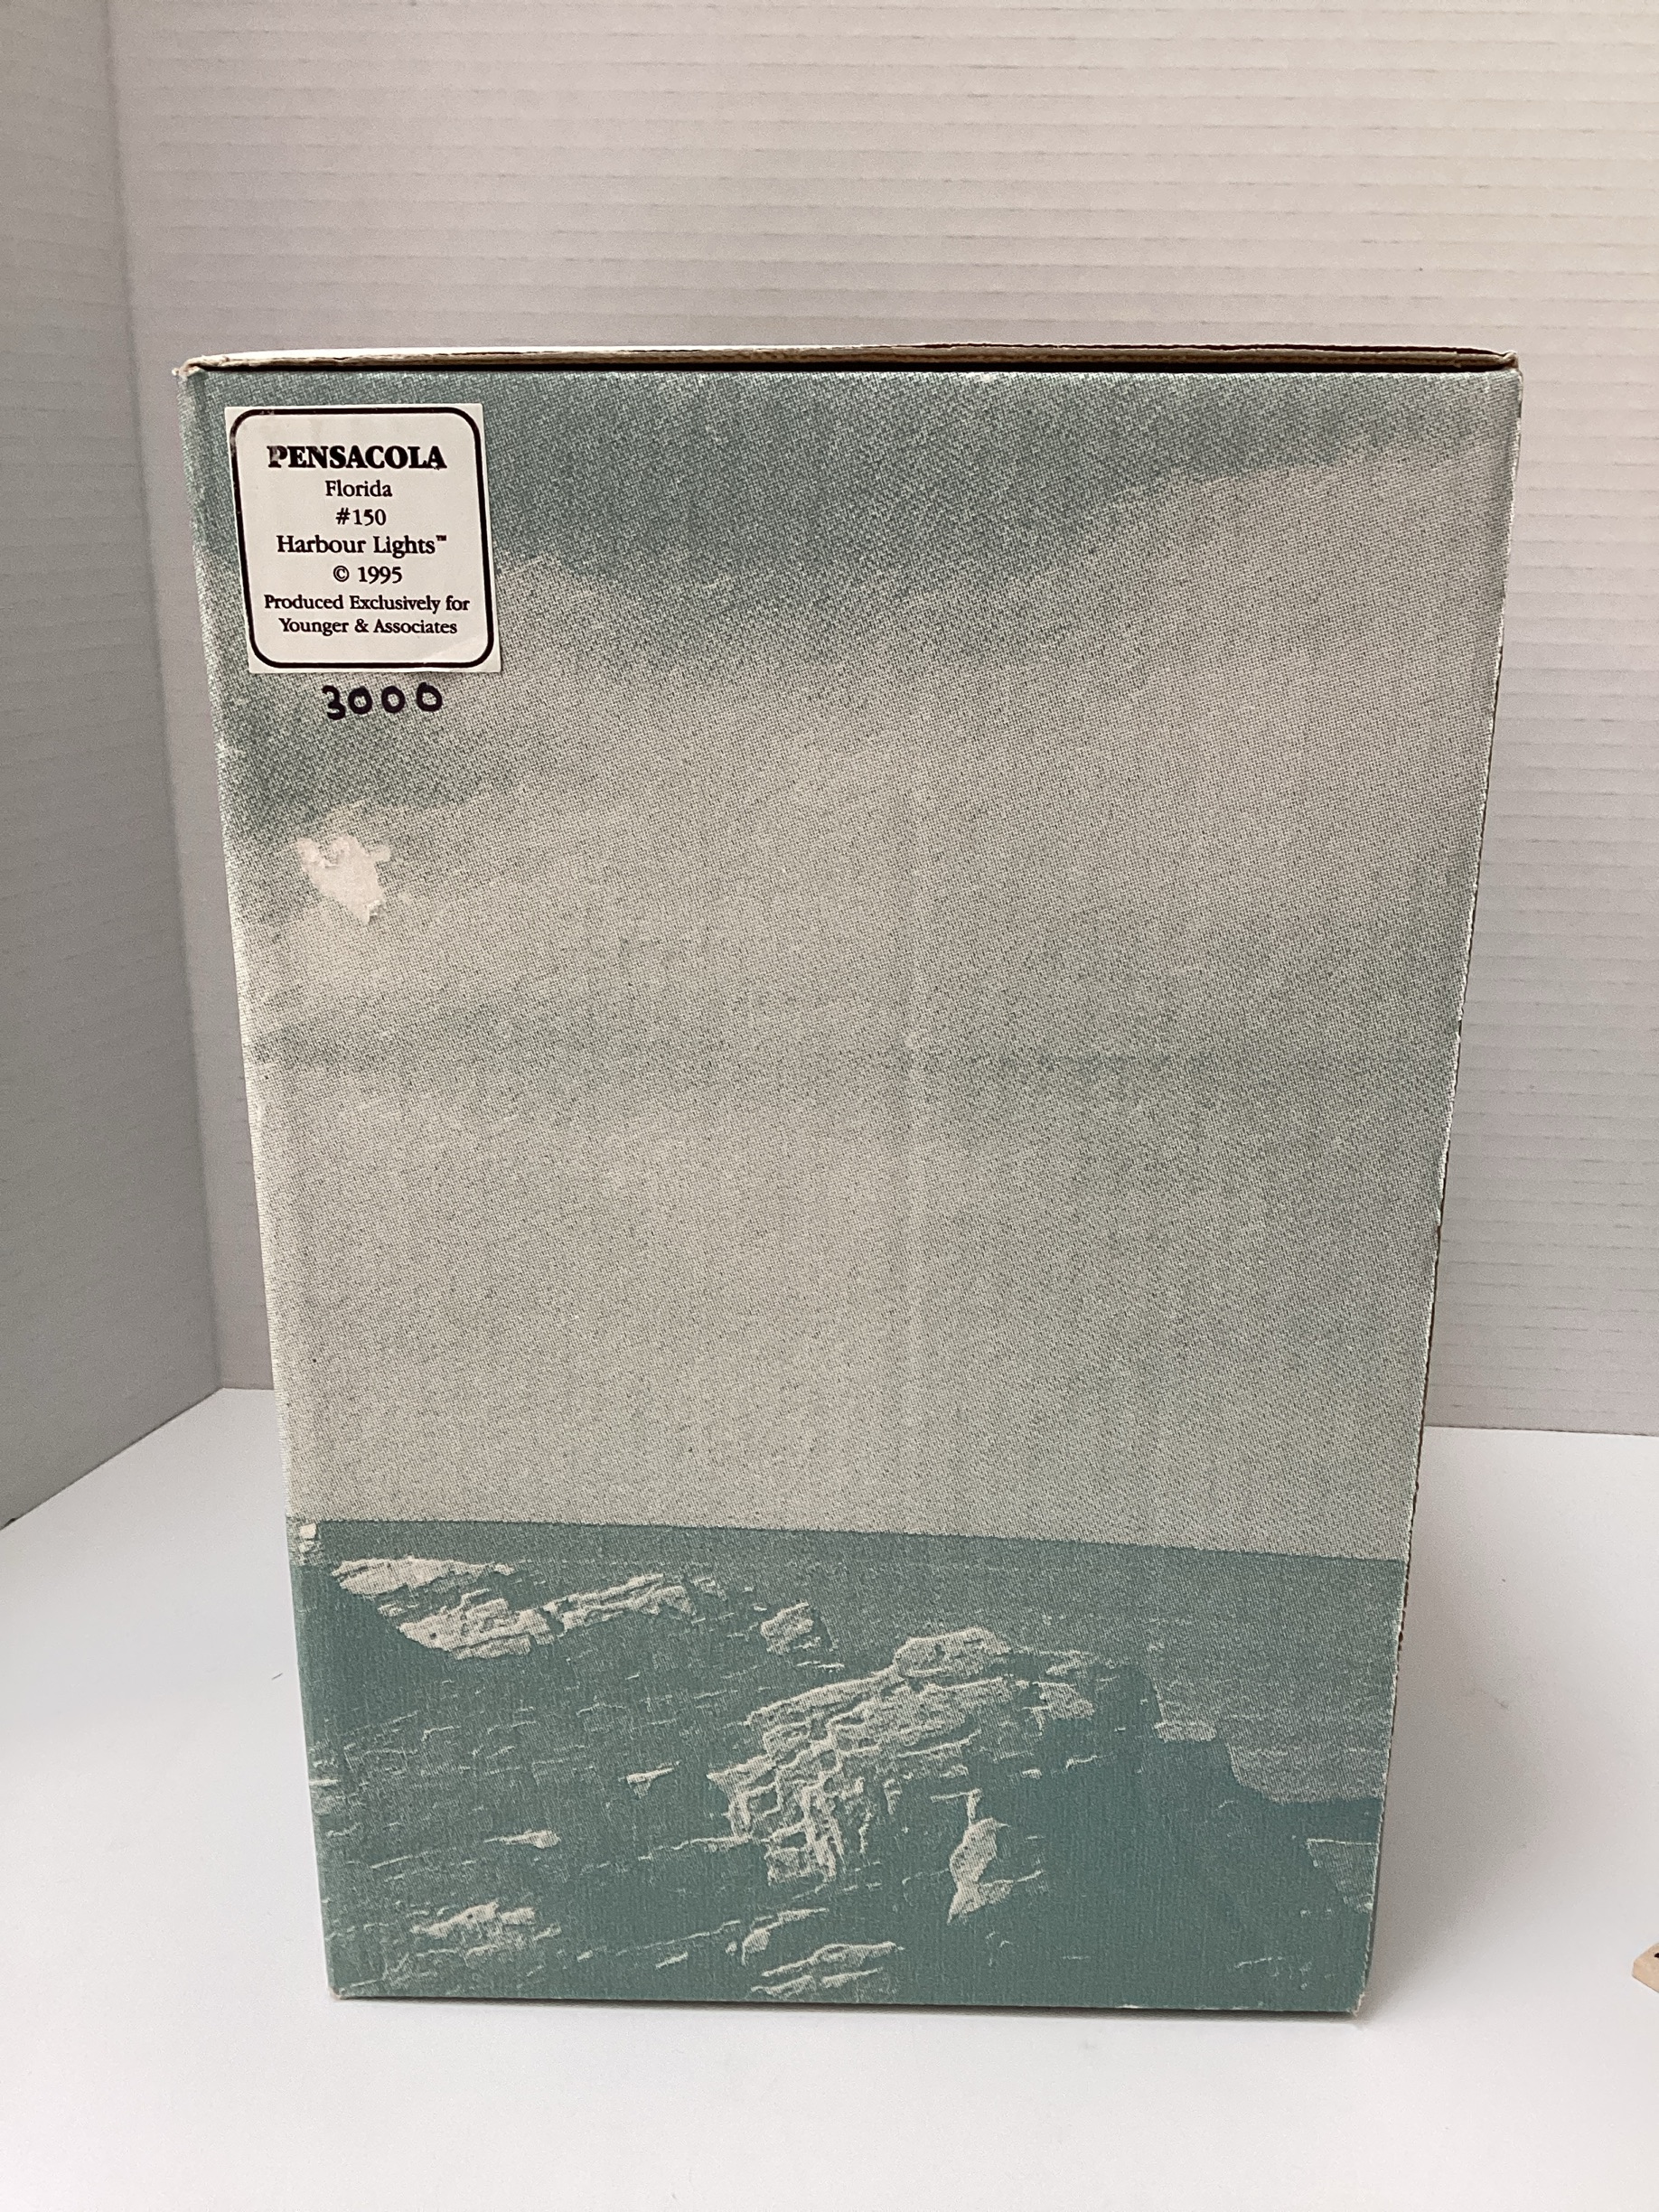 PENSACOLA
Florida
#150
Harbour Lights™
© 1995
Produced Exclusively for
Younger & Associates
3000